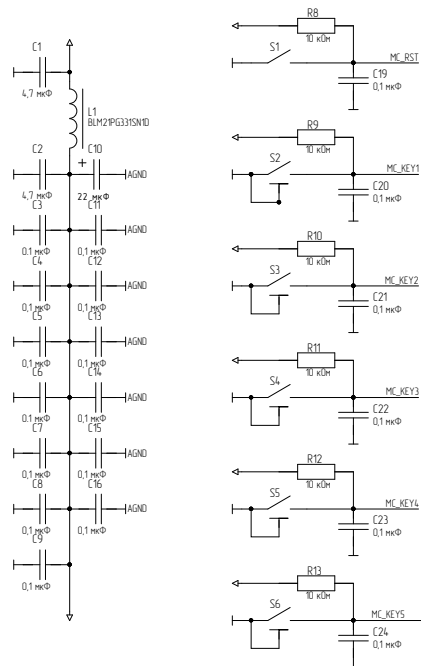 C1
4,7 мкФ
L1
BLM21PG331SN1D
C2
4,7 мкФ
C10
+
22 мкФ
AGND
C3
0,1 мкФ
C11
0,1 мкФ
AGND
C4
0,1 мкФ
C12
0,1 мкФ
AGND
C5
0,1 мкФ
C13
0,1 мкФ
AGND
C6
0,1 мкФ
C14
0,1 мкФ
AGND
C7
0,1 мкФ
C15
0,1 мкФ
C8
0,1 мкФ
C16
0,1 мкФ
AGND
C9
0,1 мкФ
R8
10 кОм
S1
MC_RST
C19
0,1 мкФ
R9
10 кОм
S2
MC_KEY1
C20
0,1 мкФ
R10
10 кОм
S3
MC_KEY2
C21
0,1 мкФ
R11
10 кОм
S4
MC_KEY3
C22
0,1 мкФ
R12
10 кОм
S5
MC_KEY4
C23
0,1 мкФ
R13
10 кОм
S6
MC_KEY5
C24
0,1 мкФ